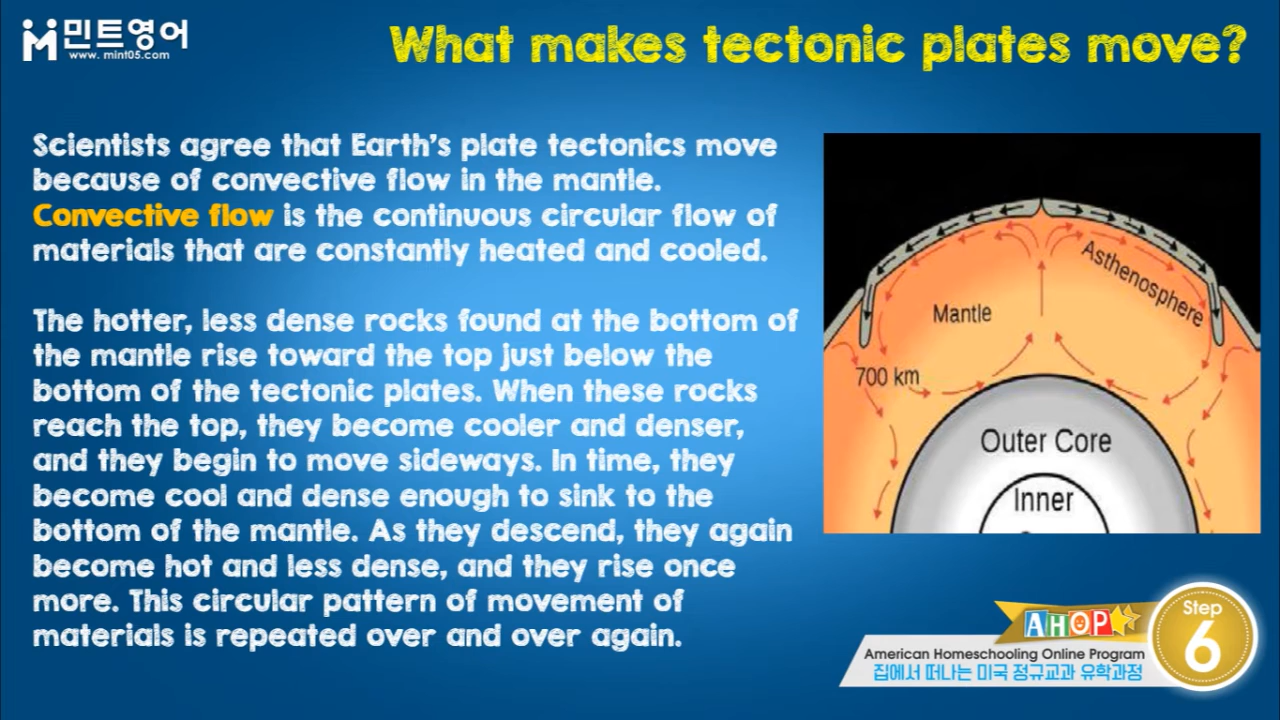 민트영어
www. mint05.com
What makes tectonic plates move?
Scientists agree that Earth's plate tectonics move
because of convective flow in the mantle.
Convective flow is the continuous circular flow of
materials that are constantly heated and cooled.
The hotter, less dense rocks found at the bottom of
the mantle rise toward the top just below the
bottom of the tectonic plates. When these rocks
reach the top, they become cooler and denser,
and they begin to move sideways. In time, they
become cool and dense enough to sink to the
bottom of the mantle. As they descend, they again
become hot and less dense, and they rise once
more. This circular pattern of movement of
materials is repeated over and over again.
Asthenosphere
Mantle
700 km
Outer Core
Inner
AHOP
Step
6
American Homeschooling Online Program
집에서 떠나는 미국 정규교과 유학과정